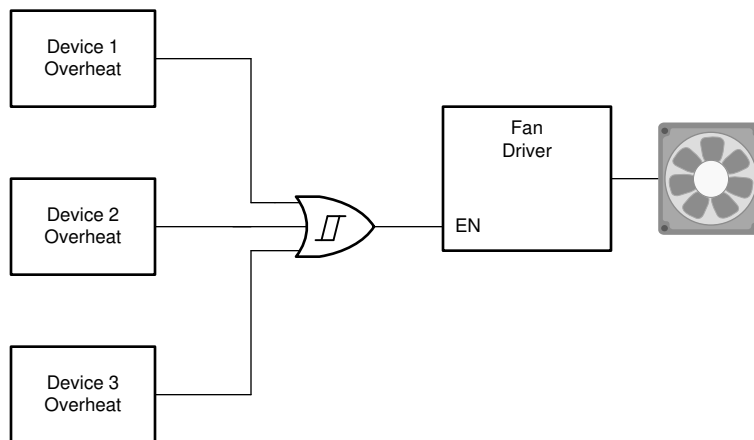 Device 1
Overheat
Device 2
Overheat
Device 3
Overheat
Fan
Driver
EN